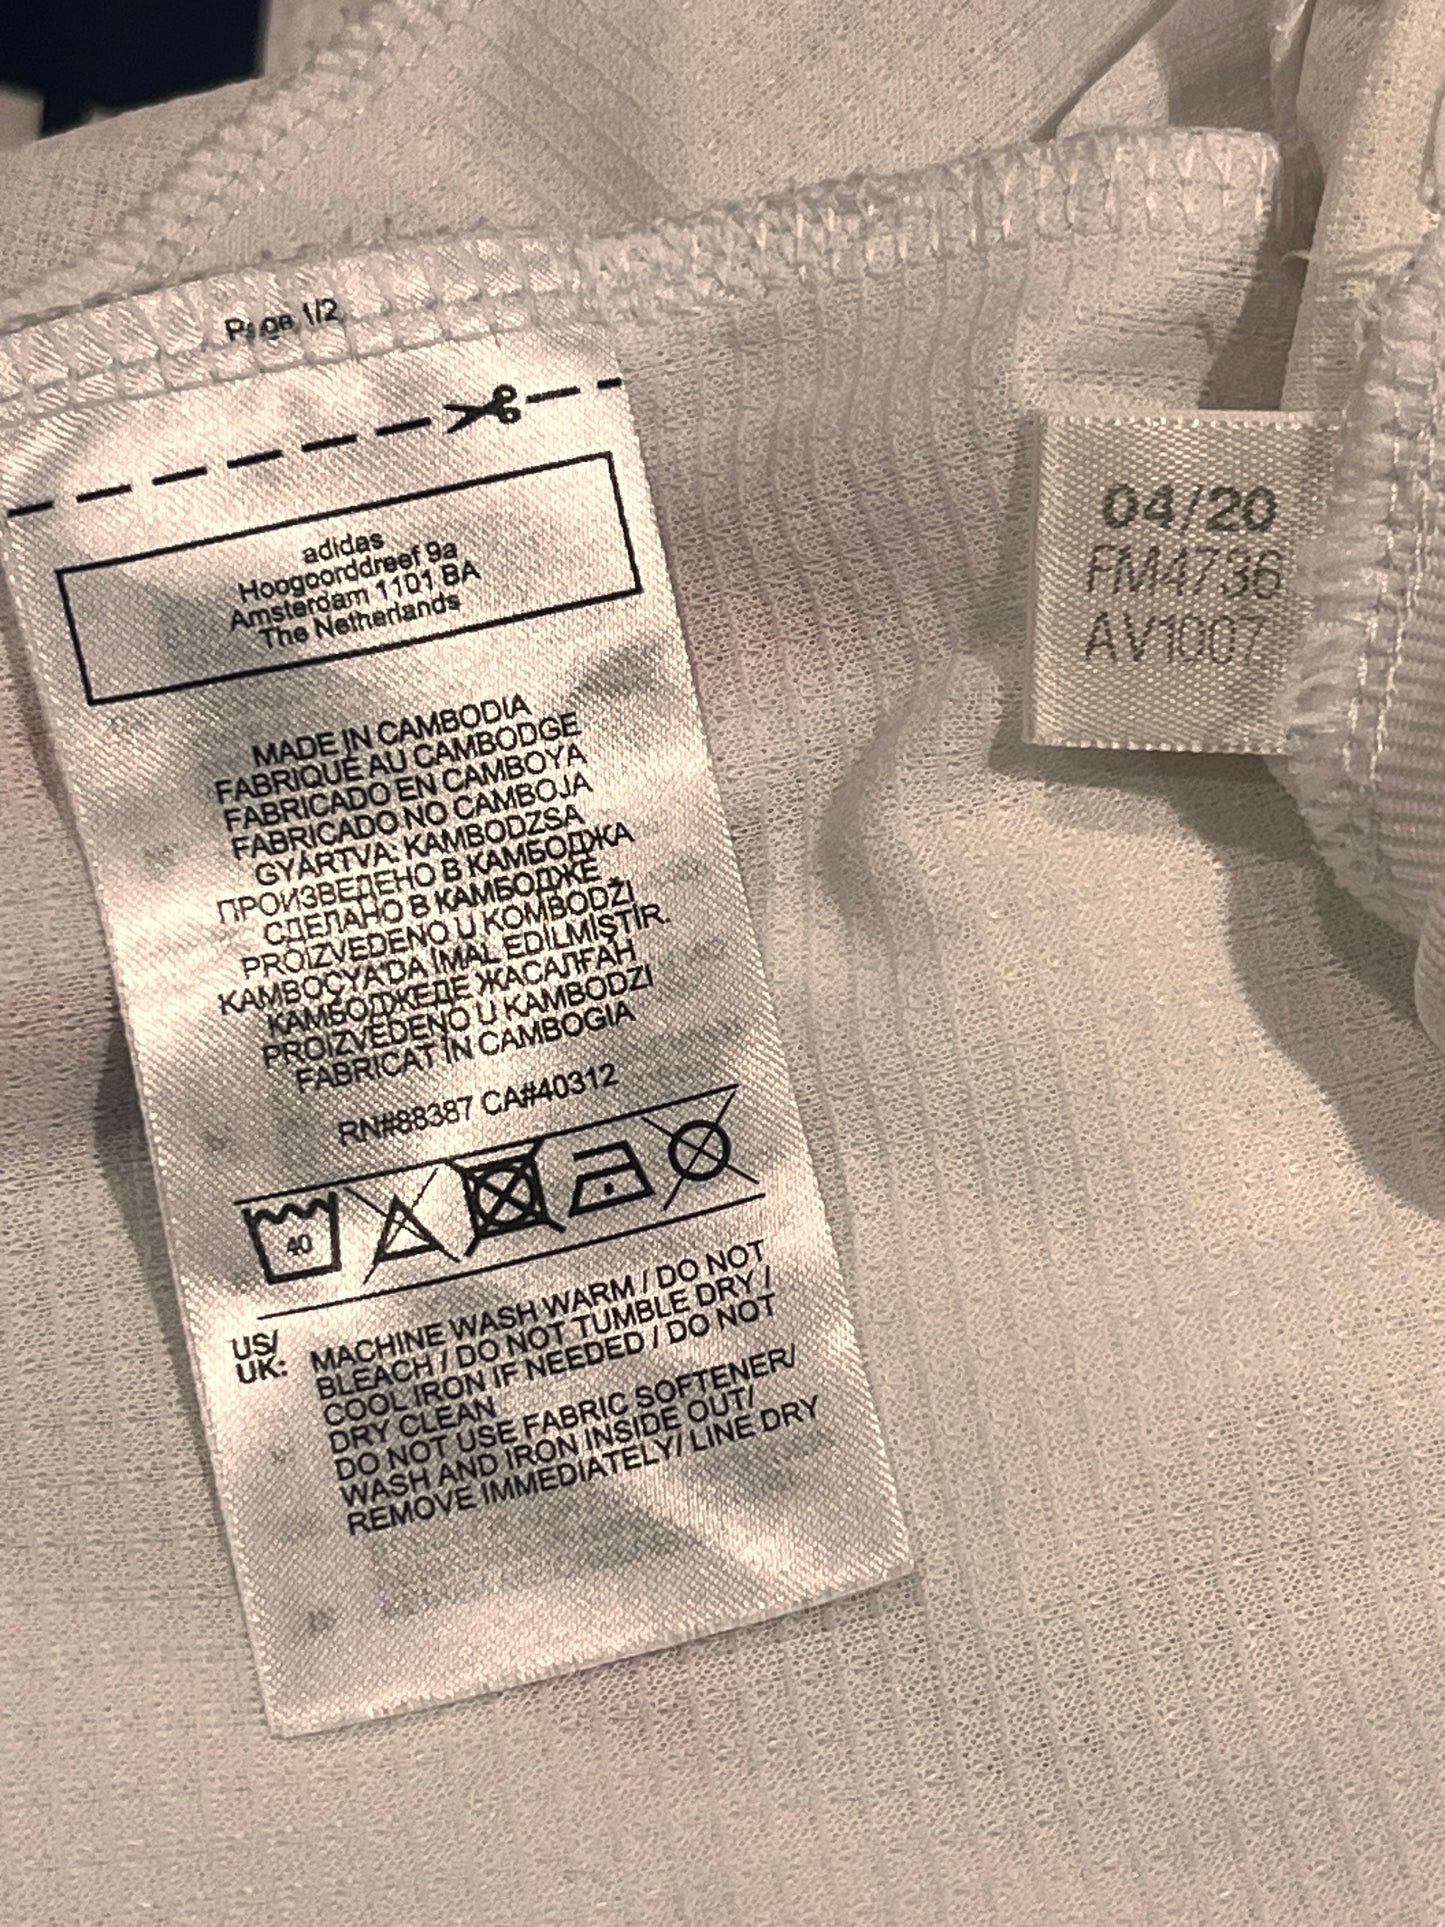 Page 1/2
adidas
Hoogoorddreef 9a
Amsterdam 1101 BA
The Netherlands
MADE IN CAMBODIA
FABRIQUÉ AU CAMBODGE
FABRICADO EN CAMBOYA
FABRICADO NO CAMBOJA
GYÁRTVA: KAMBODZSA
ПРОИЗВЕДЕНО В КАМБОДЖА
СДЕЛАНО В КАМБОДЖЕ
PROIZVEDENO U KOMBODŽI
KAMBOÇYA'DA İMAL EDİLMİŞTİR.
КАМБОДЖЕДЕ ЖАСАЛҒАН
PROIZVEDENO U KAMBODZI
FABRICAT ÎN CAMBOGIA
RN#88387 CA#40312
40
US/
UK:
MACHINE WASH WARM / DO NOT
BLEACH / DO NOT TUMBLE DRY /
COOL IRON IF NEEDED / DO NOT
DRY CLEAN
DO NOT USE FABRIC SOFTENER/
WASH AND IRON INSIDE OUT/
REMOVE IMMEDIATELY/ LINE DRY
04/20
FM4736
AV1007